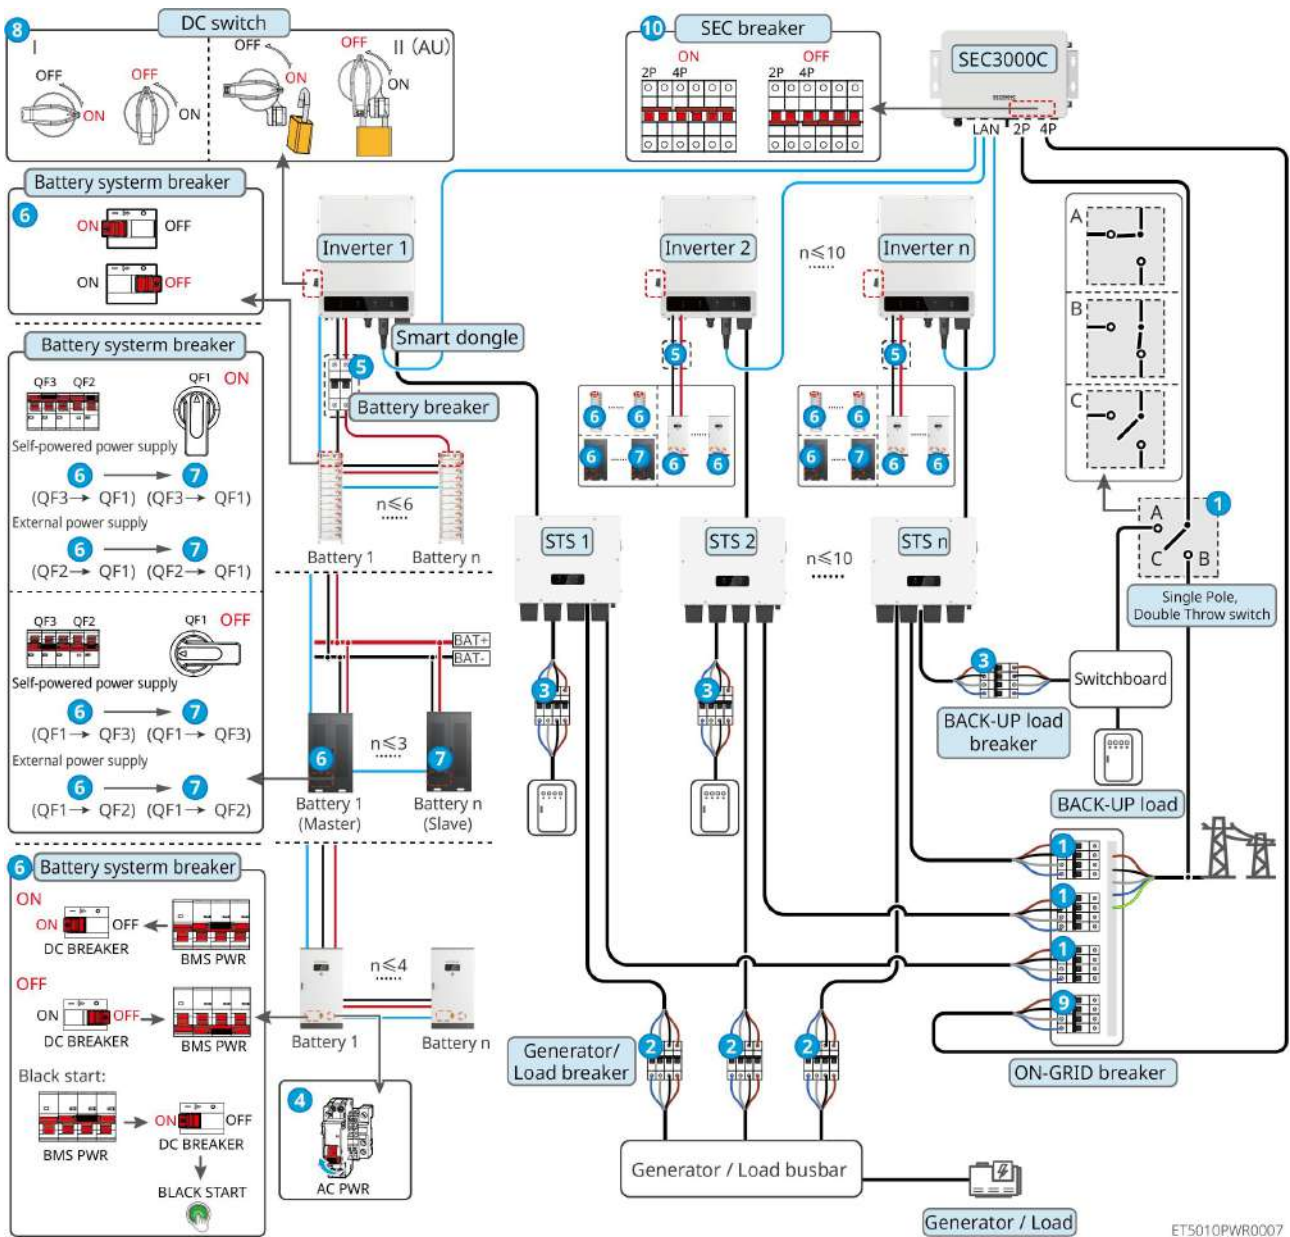 8
DC switch
I
II (AU)
OFF
ON
OFF
ON
OFF
ON
OFF
ON
10
SEC breaker
ON
OFF
2P 4P
2P 4P
SEC3000C
LAN 2P 4P
Battery systerm breaker
6
ON OFF
ON OFF
Inverter 1
Inverter 2
n≤10
......
Inverter n
A
B
C
Smart dongle
5
Battery breaker
5
5
6 ...... 6
6 7
6 6
6 ...... 6
6 7
6 6
Battery systerm breaker
QF3 QF2
QF1 ON
Self-powered power supply
6 7
(QF3→ QF1) (QF3→ QF1)
External power supply
6 7
(QF2→ QF1) (QF2→ QF1)
QF3 QF2
QF1 OFF
Self-powered power supply
6 7
(QF1→ QF3) (QF1→ QF3)
External power supply
6 7
(QF1→ QF2) (QF1→ QF2)
n≤6
......
Battery 1
Battery n
STS 1
STS 2
n≤10
......
STS n
1
A
C
B
Single Pole,
Double Throw switch
BAT+
BAT-
3
3
3
Switchboard
BACK-UP load
breaker
BACK-UP load
6
n≤3
......
7
Battery 1
(Master)
Battery n
(Slave)
1
1
1
9
ON-GRID breaker
6
Battery systerm breaker
ON
ON OFF
DC BREAKER
BMS PWR
OFF
ON OFF
DC BREAKER
BMS PWR
Black start:
BMS PWR
ON OFF
DC BREAKER
BLACK START
n≤4
......
Battery 1
Battery n
4
AC PWR
Generator/
Load breaker
2
2
2
Generator / Load busbar
Generator / Load
ET5010PWR0007